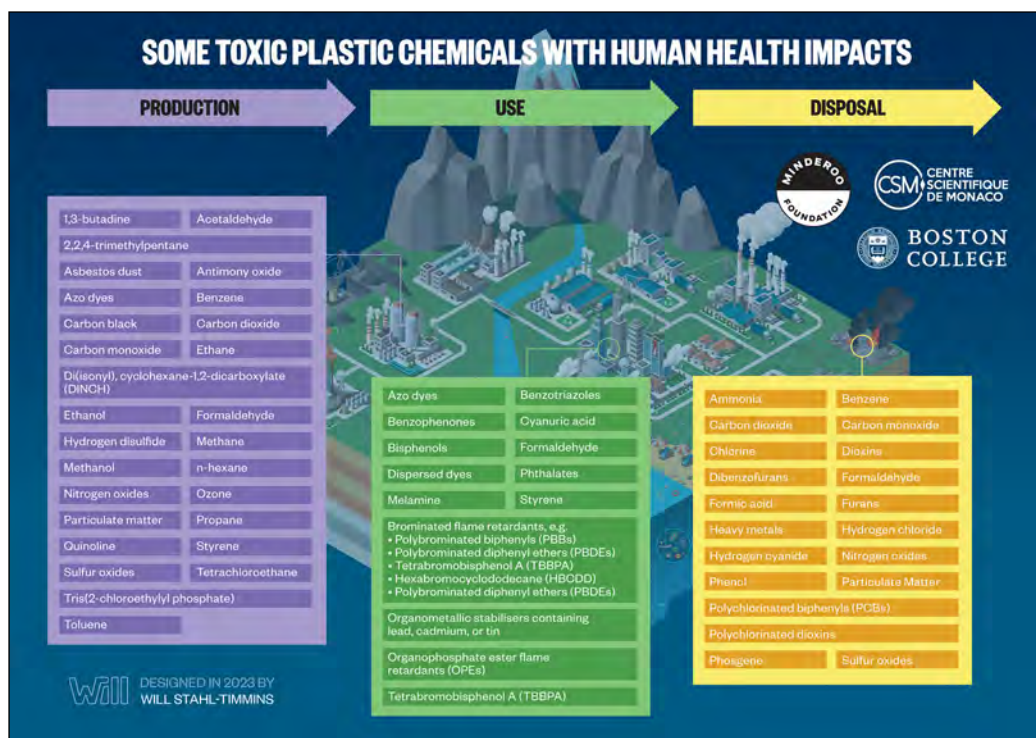 SOME TOXIC PLASTIC CHEMICALS WITH HUMAN HEALTH IMPACTS
PRODUCTION
USE
DISPOSAL
MINDEROO
FOUNDATION
CSM
CENTRE
SCIENTIFIQUE
DE MONACO
BOSTON
COLLEGE
1,3-butadine
Acetaldehyde
2,2,4-trimethylpentane
Asbestos dust
Antimony oxide
Azo dyes
Benzene
Carbon black
Carbon dioxide
Carbon monoxide
Ethane
Di(isonyl), cyclohexane-1,2-dicarboxylate
(DINCH)
Ethanol
Formaldehyde
Hydrogen disulfide
Methane
Methanol
n-hexane
Nitrogen oxides
Ozone
Particulate matter
Propane
Quinoline
Styrene
Sulfur oxides
Tetrachloroethane
Tris(2-chloroethylyl phosphate)
Toluene
Azo dyes
Benzotriazoles
Benzophenones
Cyanuric acid
Bisphenols
Formaldehyde
Dispersed dyes
Phthalates
Melamine
Styrene
Brominated flame retardants, e.g.
• Polybrominated biphenyls (PBBs)
• Polybrominated diphenyl ethers (PBDEs)
• Tetrabromobisphenol A (TBBPA)
• Hexabromocyclododecane (HBCDD)
• Polybrominated diphenyl ethers (PBDEs)
Organometallic stabilisers containing
lead, cadmium, or tin
Organophosphate ester flame
retardants (OPEs)
Tetrabromobisphenol A (TBBPA)
Ammonia
Benzene
Carbon dioxide
Carbon monoxide
Chlorine
Dioxins
Dibenzofurans
Formaldehyde
Formic acid
Furans
Heavy metals
Hydrogen chloride
Hydrogen cyanide
Nitrogen oxides
Phenol
Particulate Matter
Polychlorinated biphenyls (PCBs)
Polychlorinated dioxins
Phosgene
Sulfur oxides
Will
DESIGNED IN 2023 BY
WILL STAHL-TIMMINS